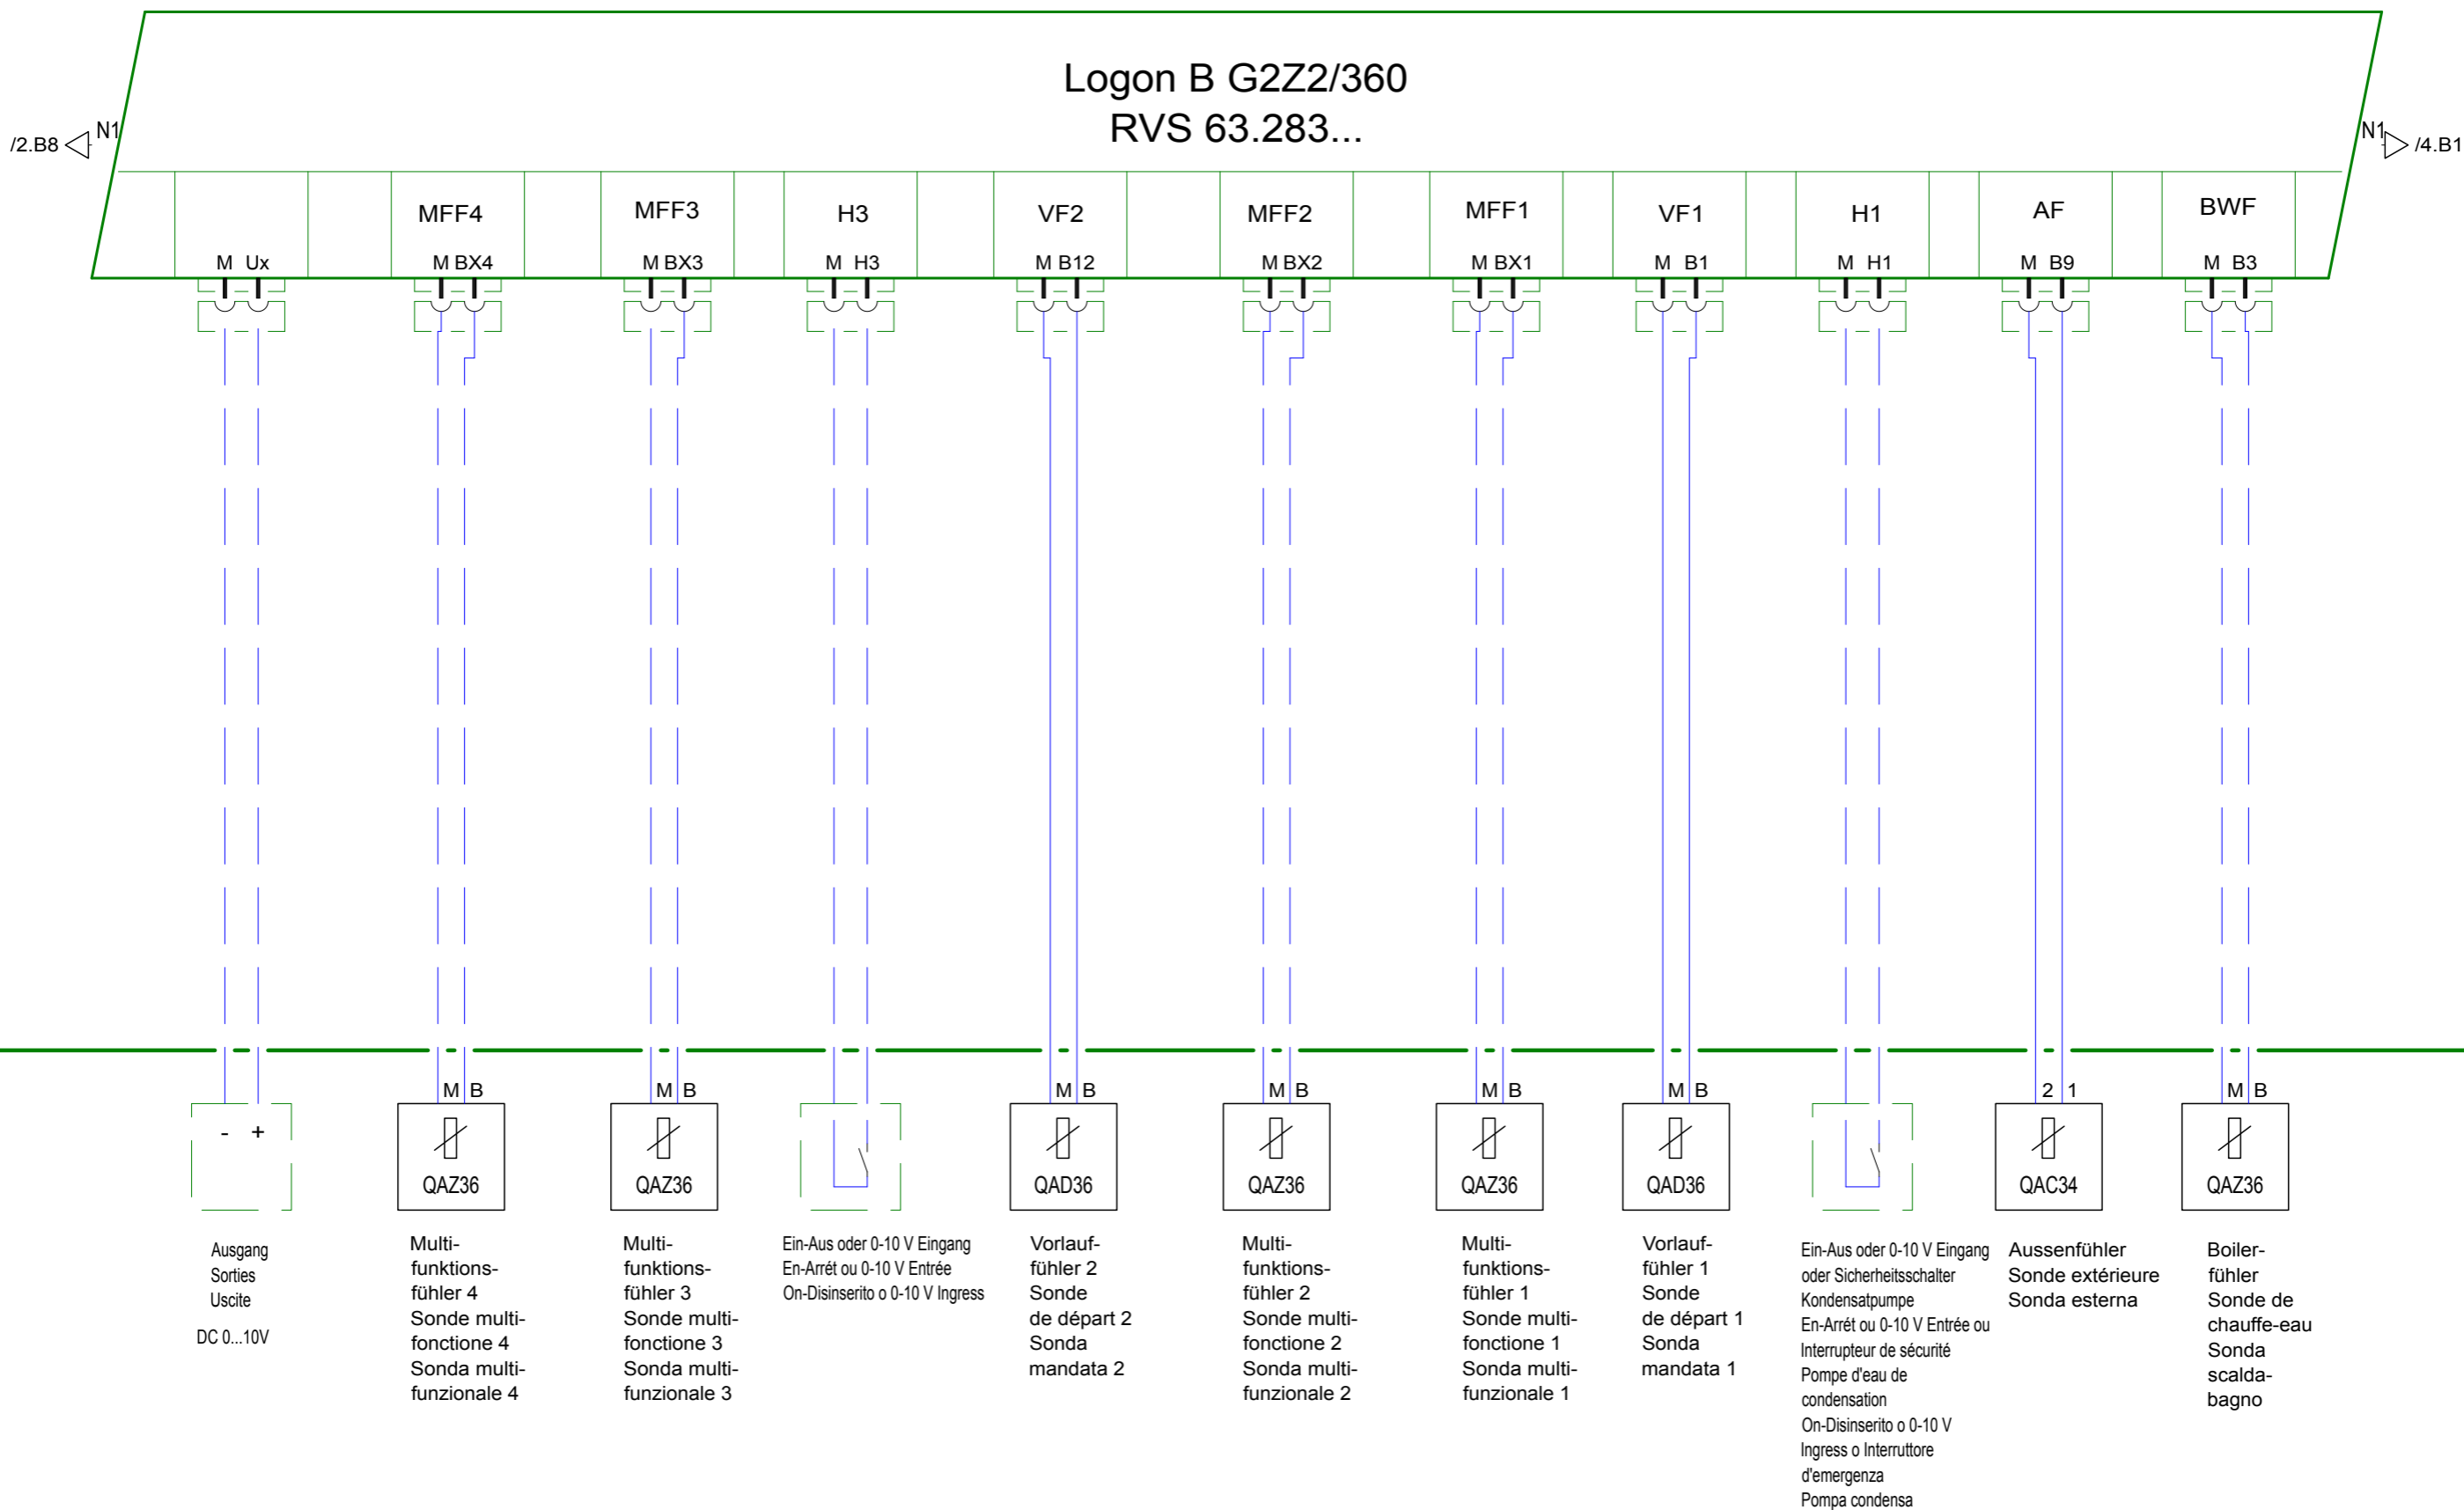 Logon B G2Z2/360
RVS 63.283...
/2.B8 N1
N1 /4.B1
MFF4 MFF3 H3 VF2 MFF2 MFF1 VF1 H1 AF BWF
M Ux M BX4 M BX3 M H3 M B12 M BX2 M BX1 M B1 M H1 M B9 M B3
M B M B M B M B M B M B 2 1 M B
- +
QAZ36 QAZ36 QAD36 QAZ36 QAZ36 QAD36 QAC34 QAZ36
Ausgang
Sorties
Uscite
DC 0...10V
Multi-
funktions-
fühler 4
Sonde multi-
fonctione 4
Sonda multi-
funzionale 4
Multi-
funktions-
fühler 3
Sonde multi-
fonctione 3
Sonda multi-
funzionale 3
Ein-Aus oder 0-10 V Eingang
En-Arrét ou 0-10 V Entrée
On-Disinserito o 0-10 V Ingress
Vorlauf-
fühler 2
Sonde
de départ 2
Sonda
mandata 2
Multi-
funktions-
fühler 2
Sonde multi-
fonctione 2
Sonda multi-
funzionale 2
Multi-
funktions-
fühler 1
Sonde multi-
fonctione 1
Sonda multi-
funzionale 1
Vorlauf-
fühler 1
Sonde
de départ 1
Sonda
mandata 1
Ein-Aus oder 0-10 V Eingang
oder Sicherheitsschalter
Kondensatpumpe
En-Arrét ou 0-10 V Entrée ou
Interrupteur de sécurité
Pompe d'eau de
condensation
On-Disinserito o 0-10 V
Ingress o Interruttore
d'emergenza
Pompa condensa
Aussenfühler
Sonde extérieure
Sonda esterna
Boiler-
fühler
Sonde de
chauffe-eau
Sonda
scalda-
bagno